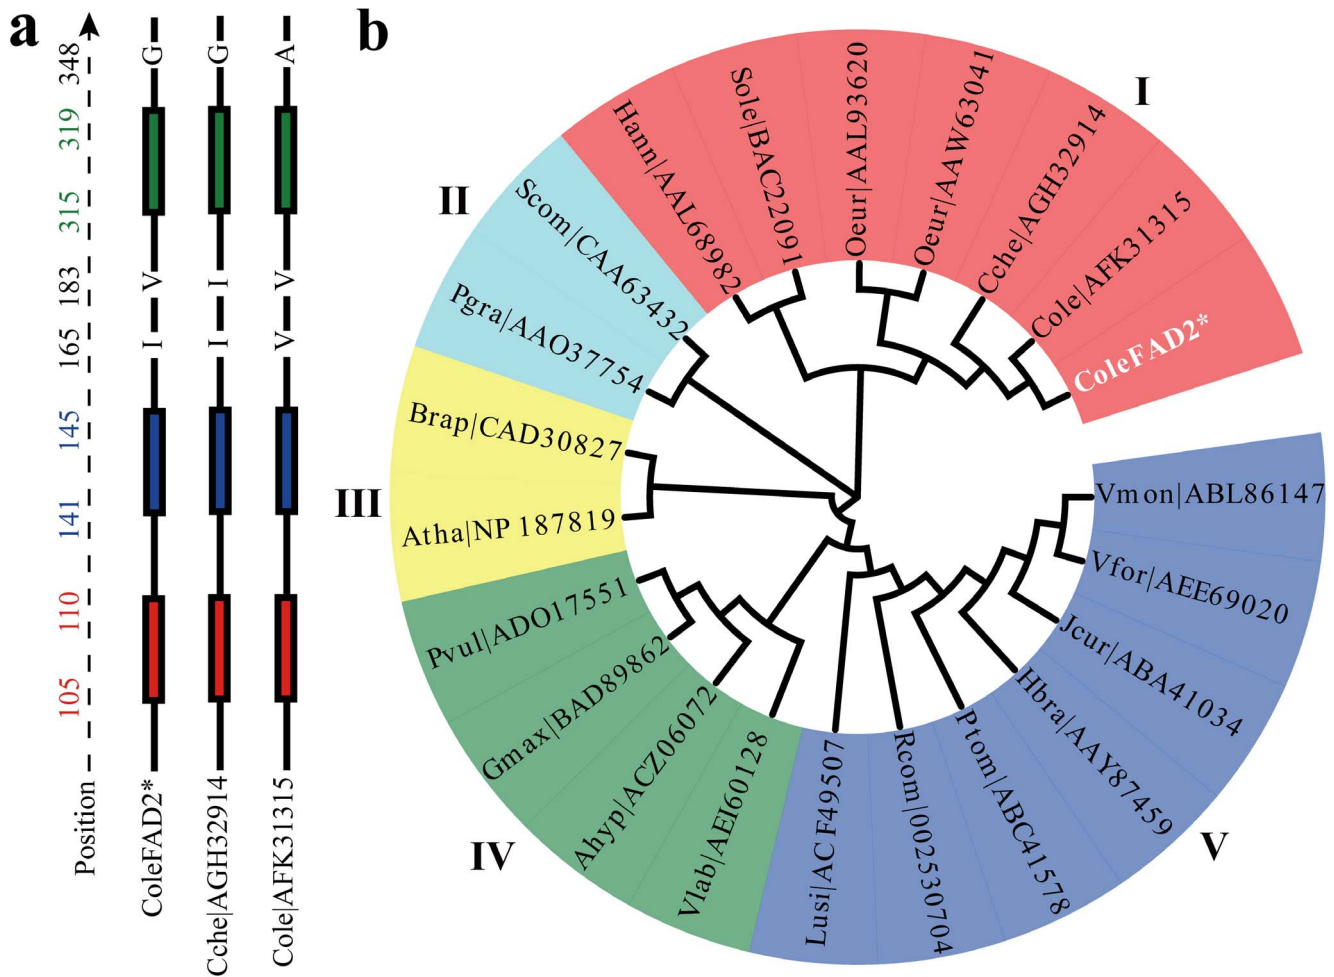 a
348
319
315
183
165
145
141
110
105
Position
G
V
I
ColeFAD2*
G
I
I
Cche|AGH32914
A
V
V
Cole|AFK31315
b
I
Hann|AAL68982
Sole|BAC22091
Oeur|AAL93620
Oeur|AAW63041
Cche|AGH32914
Cole|AFK31315
ColeFAD2*
II
Scom|CAA63432
Pgra|AAO37754
III
Brap|CAD30827
Atha|NP 187819
IV
Pvul|ADO17551
Gmax|BAD89862
Ahyp|ACZ06072
Vlab|AEI60128
V
Lusi|ACF49507
Rcom|002530704
Ptom|ABC41578
Hbra|AAY87459
Jcur|ABA41034
Vfor|AEE69020
Vmon|ABL86147